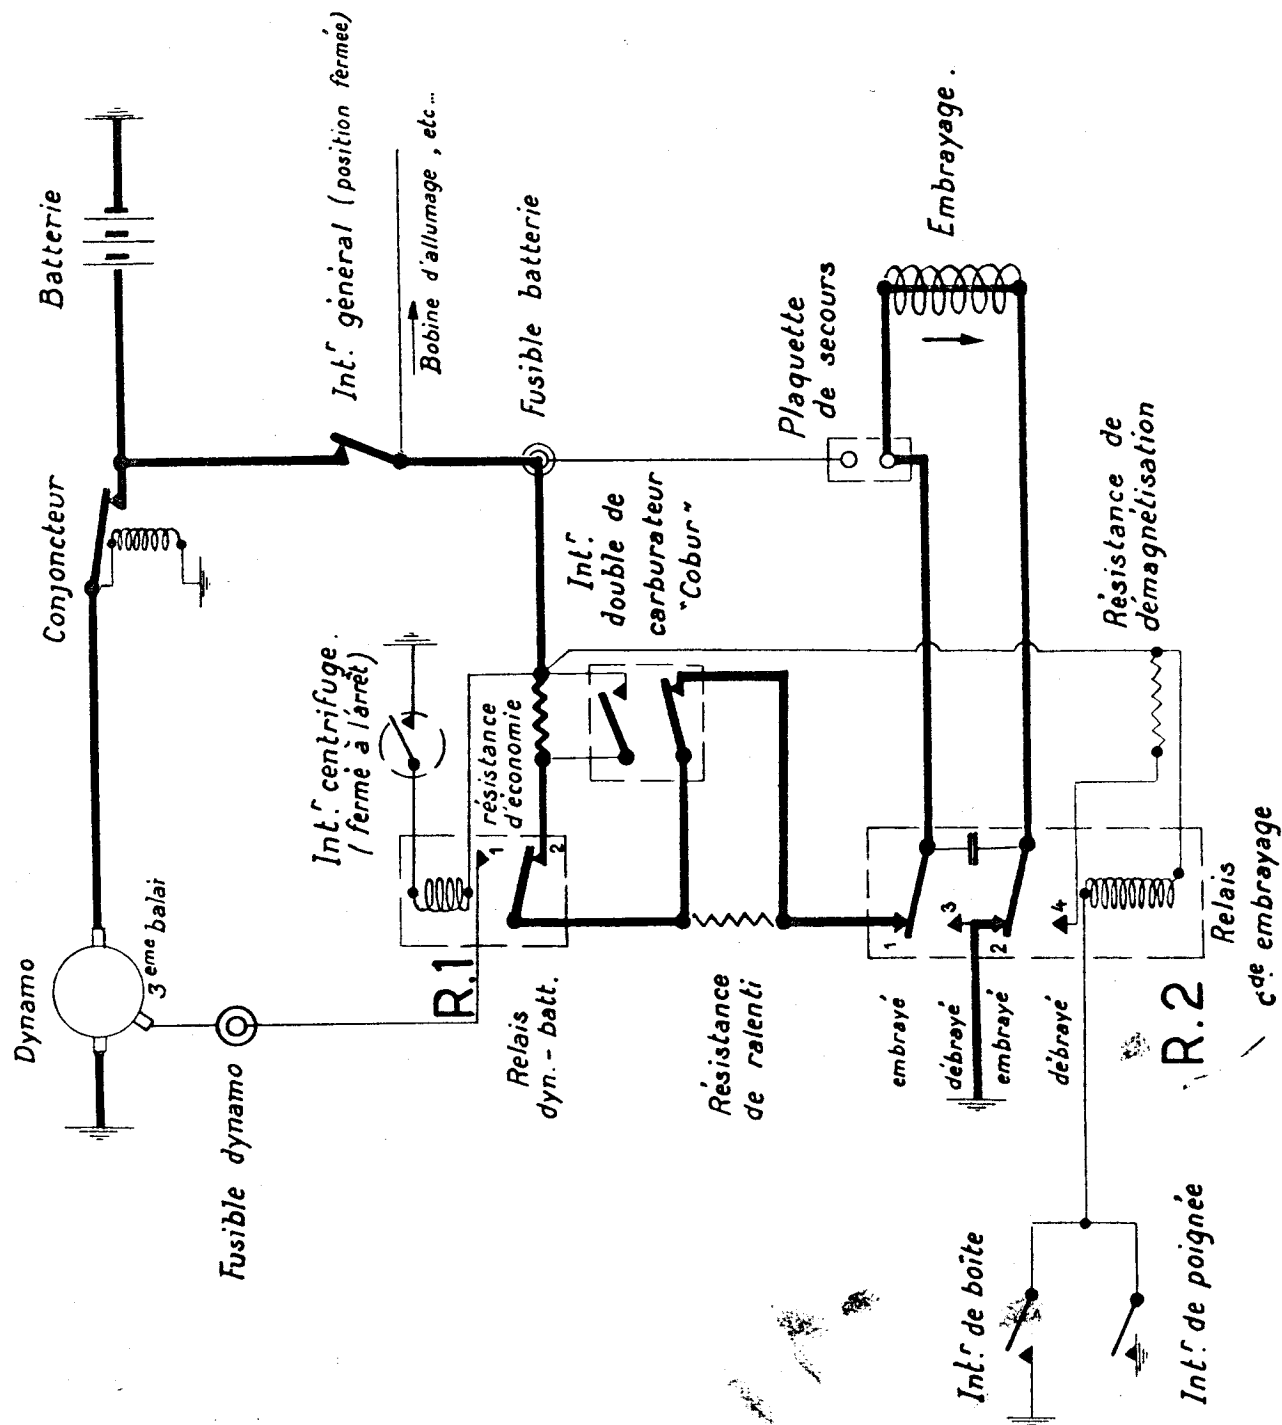 Dynamo
3eme balai
Fusible dynamo
Conjoncteur
Batterie
Int.r général (position fermée)
Bobine d'allumage, etc...
Int.r centrifuge.
(fermé à l'arrêt)
résistance
d'économie
Fusible batterie
R.1
1
2
Relais
dyn.-batt.
Int.r
double de
carburateur
"Cobur"
Plaquette
de secours
Embrayage.
Résistance
de ralenti
Résistance de
démagnétisation
embrayé
débrayé
embrayé
débrayé
1
3
2
4
R.2
Relais
cde embrayage
Int.r de boîte
Int.r de poignée